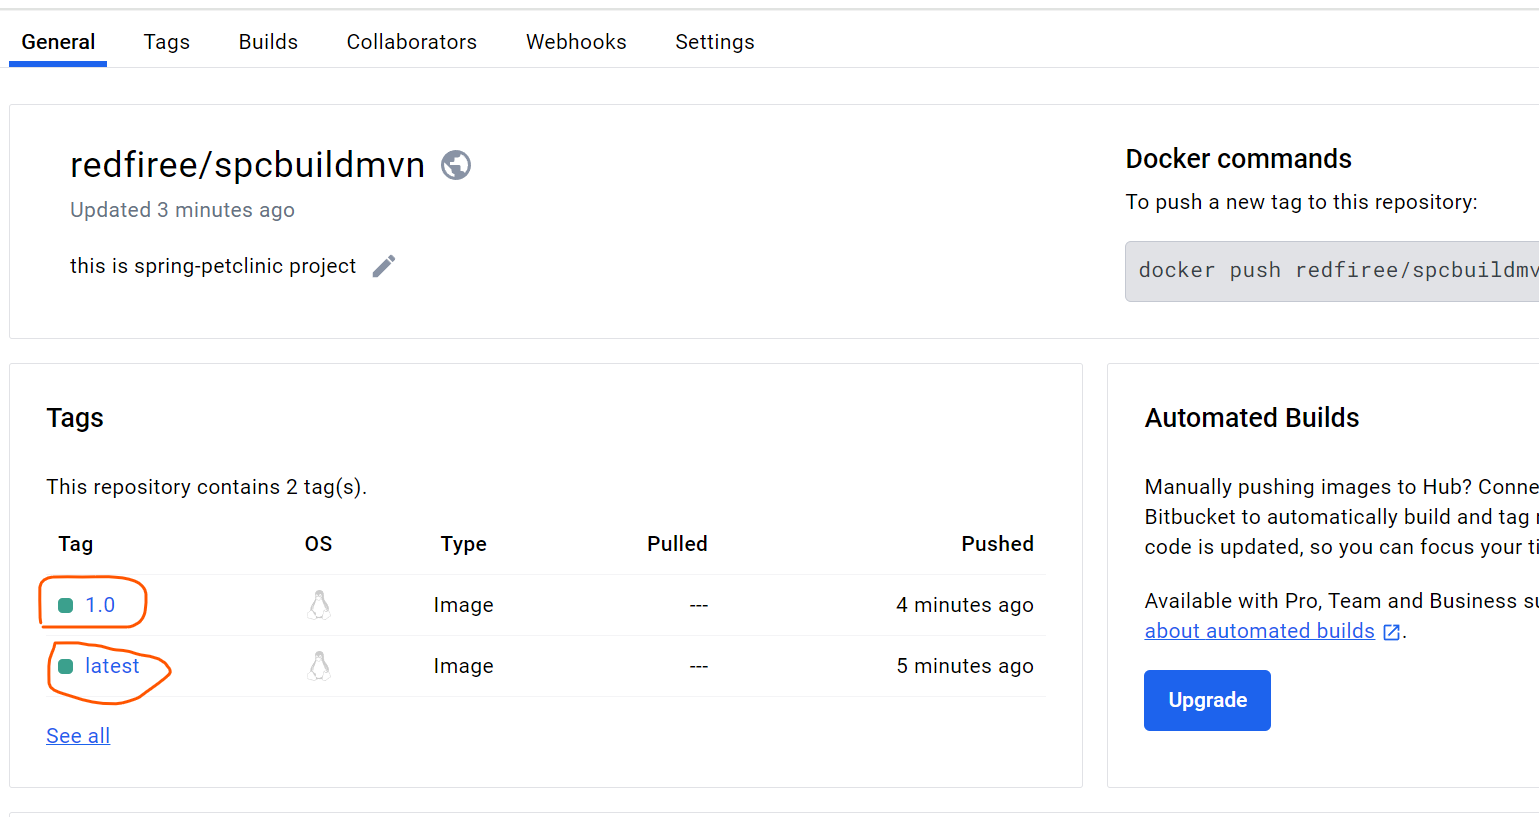 General Tags Builds Collaborators Webhooks Settings
redfiree/spcbuildmvn
Updated 3 minutes ago
this is spring-petclinic project
Docker commands
To push a new tag to this repository:
docker push redfiree/spcbuildmv
Tags
This repository contains 2 tag(s).
Tag OS Type Pulled Pushed
1.0 Image --- 4 minutes ago
latest Image --- 5 minutes ago
See all
Automated Builds
Manually pushing images to Hub? Conne
Bitbucket to automatically build and tag
code is updated, so you can focus your ti
Available with Pro, Team and Business su
about automated builds .
Upgrade